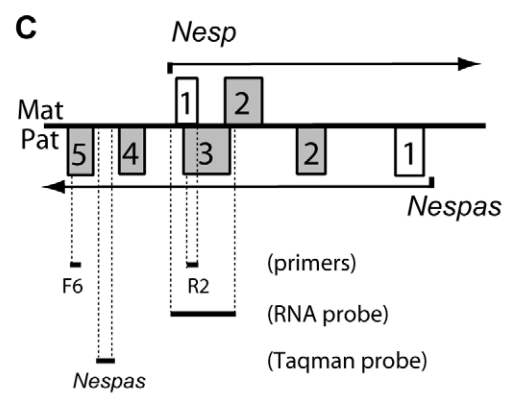 C
Nesp
Mat
1 2
Pat
5 4 3 2 1
Nespas
F6 R2 (primers)
(RNA probe)
(Taqman probe)
Nespas